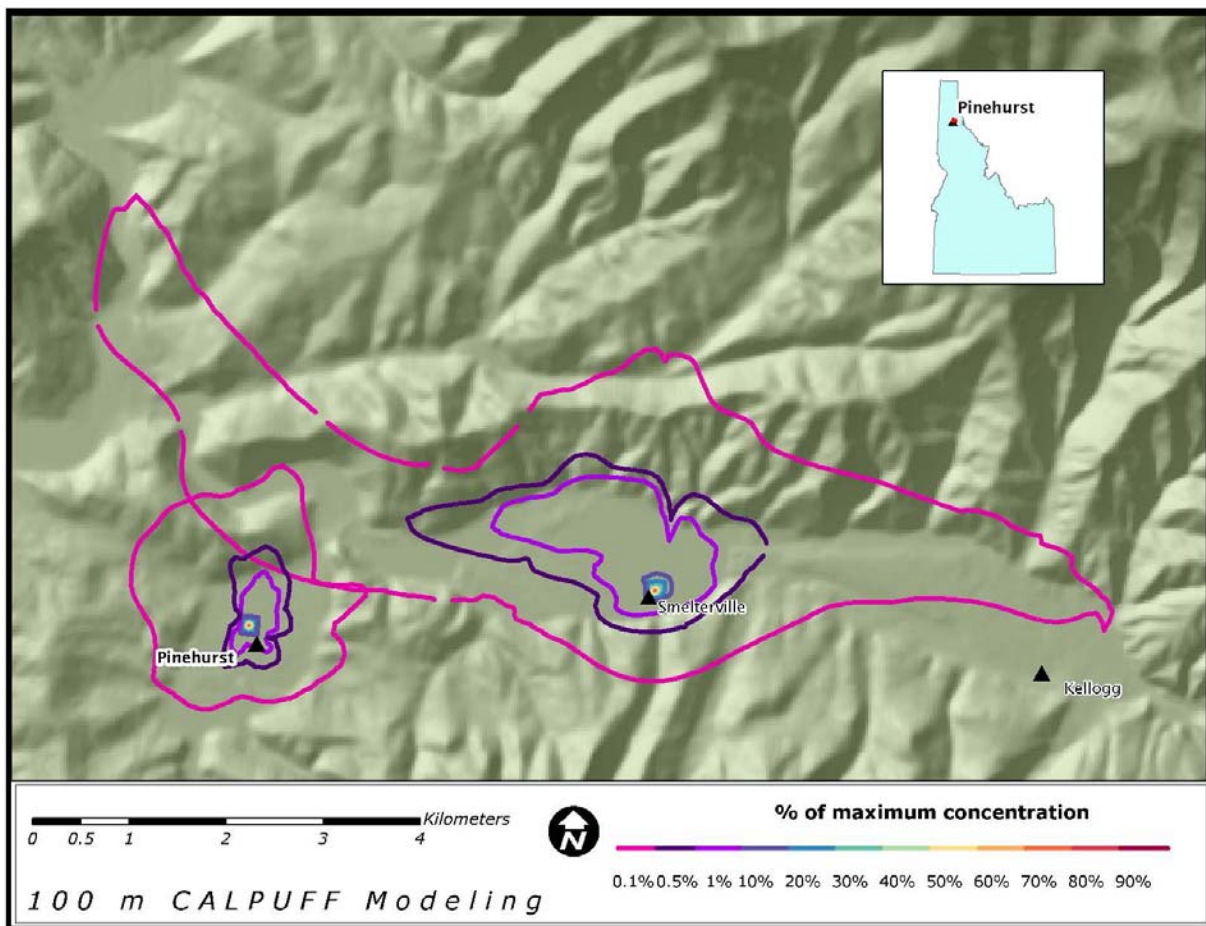 Pinehurst
Smelterville
Pinehurst
Kellogg
Kilometers
0 0.5 1 2 3 4
N
% of maximum concentration
0.1% 0.5% 1% 10% 20% 30% 40% 50% 60% 70% 80% 90%
100 m CALPUFF Modeling